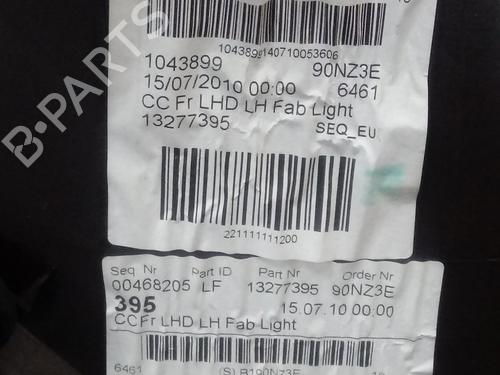 1043899140710053606
1043899 90NZ3E
15/07/2010 00:00 6461
CC Fr LHD LH Fab Light
13277395 SEQ_EU
221111111200
Seq Nr Part ID Part Nr Order Nr
00468205 LF 13277395 90NZ3E
395 15.07.10 00:00
CC Fr LHD LH Fab Light
6461 (S) B190NZ3E
B-PARTS